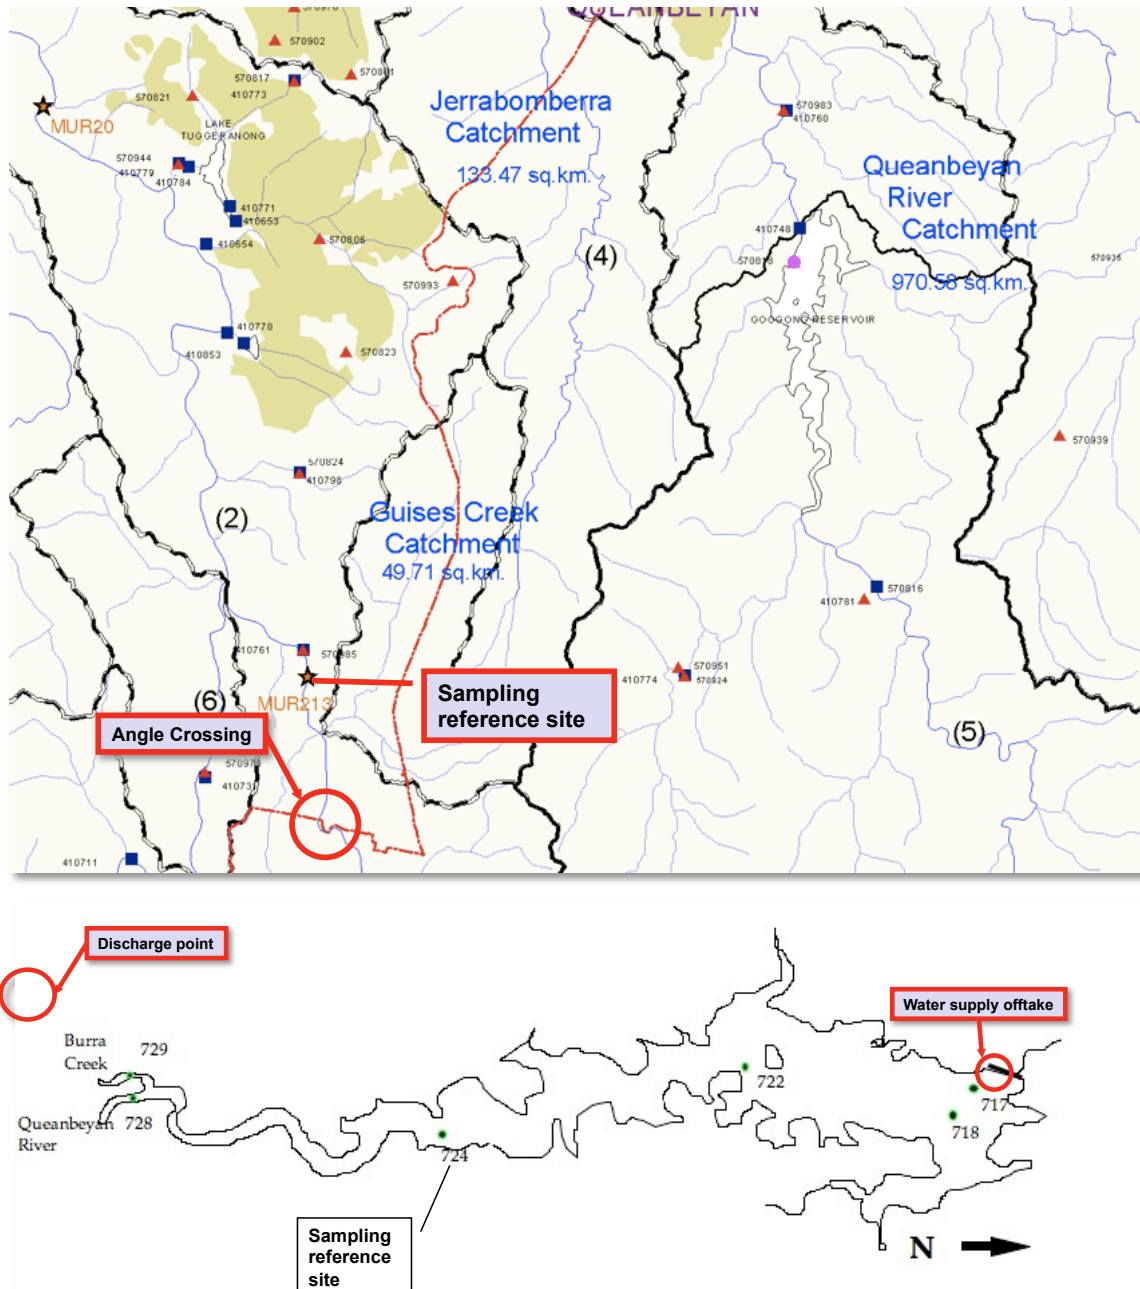 QUEANBEYAN
570902
570817
410773
570821
MUR20
LAKE
TUGGERANONG
Jerrabomberra
Catchment
133.47 sq.km.
570983
410760
Queanbeyan
River
Catchment
970.58 sq.km.
570944
410779
410784
410771
410653
410654
570806
(4)
410748
570818
570993
GOOGONG RESERVOIR
410778
410853
570823
570939
570824
410798
(2)
Guises Creek
Catchment
49.71 sq.km.
410781
570816
410761
570985
MUR213
Sampling
reference site
410774
570951
570924
(6)
Angle Crossing
(5)
410711
Discharge point
Water supply offtake
Burra
Creek
729
Queanbeyan
River
728
724
722
717
718
Sampling
reference
site
N